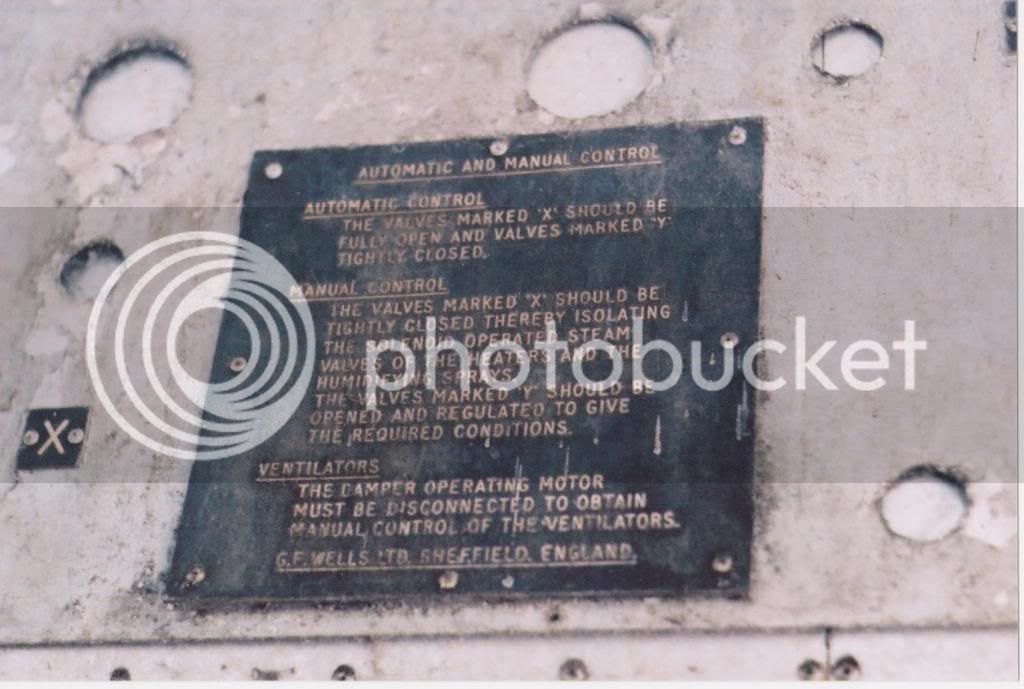 AUTOMATIC AND MANUAL CONTROL
AUTOMATIC CONTROL
THE VALVES MARKED 'X' SHOULD BE
FULLY OPEN AND VALVES MARKED 'Y'
TIGHTLY CLOSED.
MANUAL CONTROL
THE VALVES MARKED 'X' SHOULD BE
TIGHTLY CLOSED THEREBY ISOLATING
THE SOLENOID OPERATED STEAM
VALVES OF THE HEATERS AND THE
HUMIDIFYING SPRAYS.
THE VALVES MARKED 'Y' SHOULD BE
OPENED AND REGULATED TO GIVE
THE REQUIRED CONDITIONS.
VENTILATORS
THE DAMPER OPERATING MOTOR
MUST BE DISCONNECTED TO OBTAIN
MANUAL CONTROL OF THE VENTILATORS.
G.F. WELLS LTD. SHEFFIELD. ENGLAND.
X
photobucket